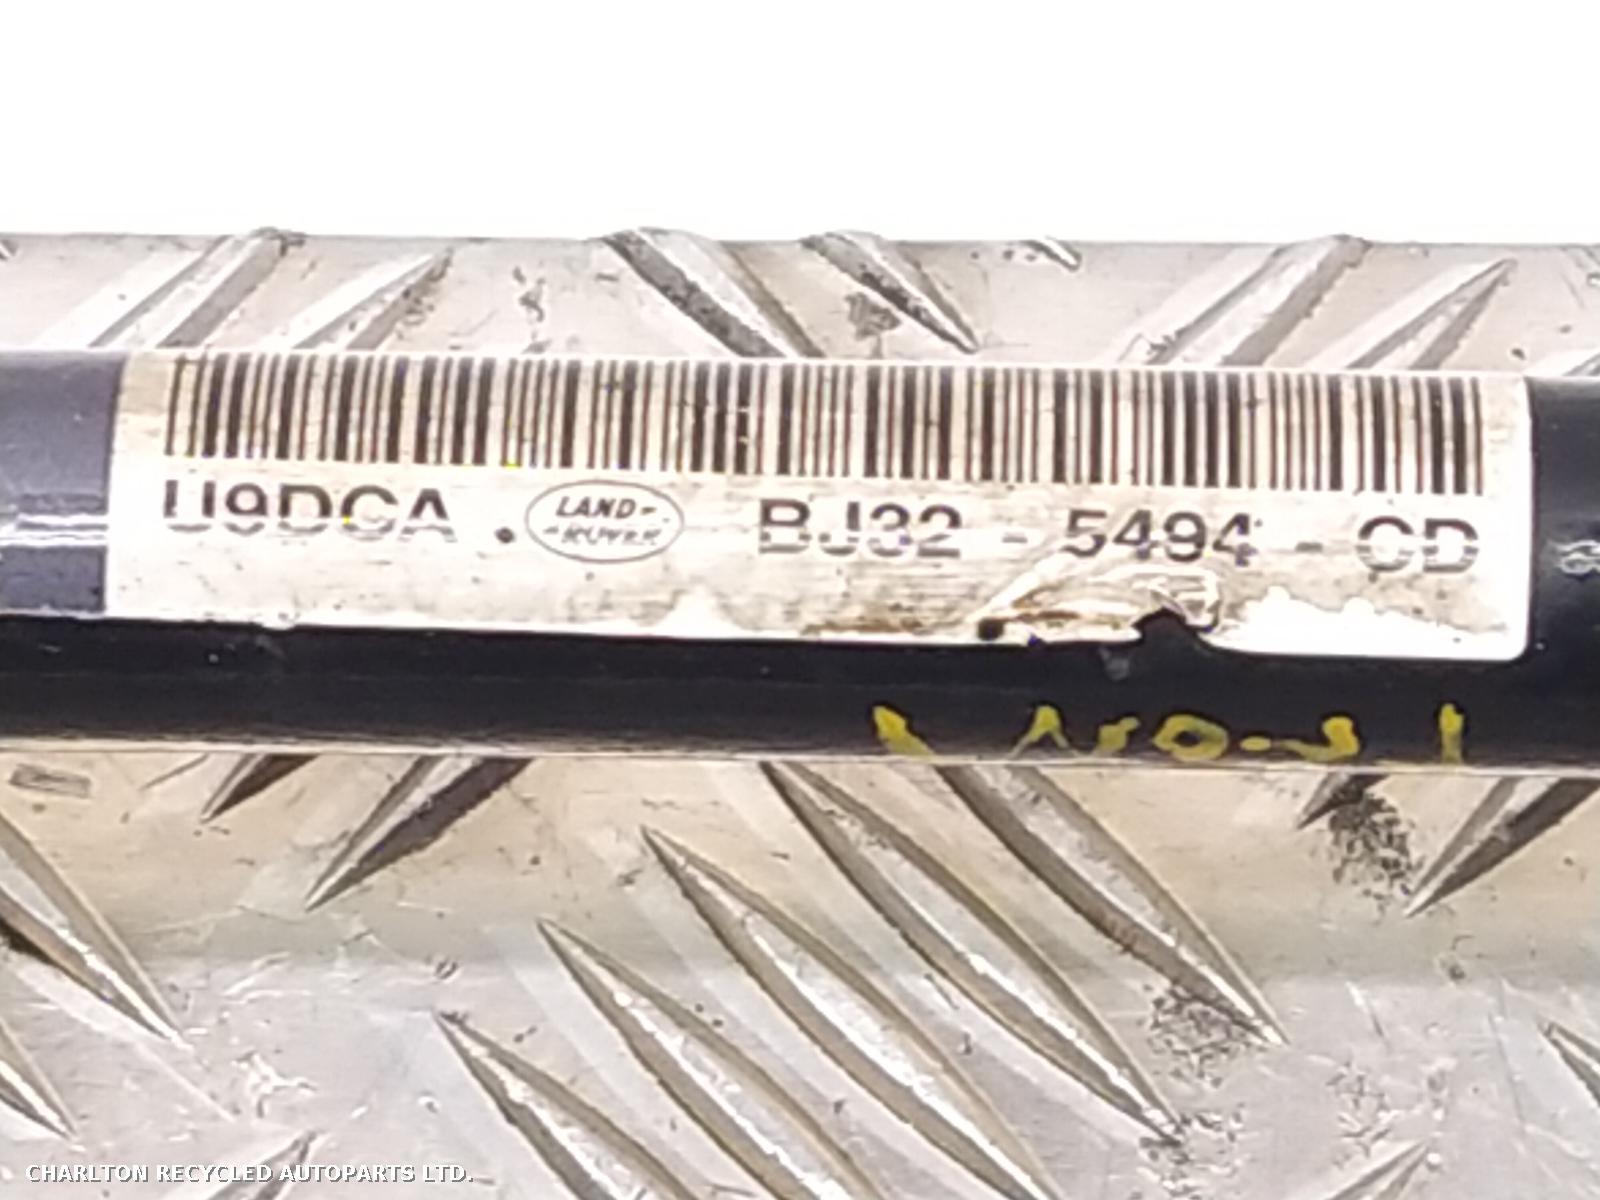 U9DCA . LAND-ROVER BJ32 - 5494 - CD
CHARLTON RECYCLED AUTOPARTS LTD.